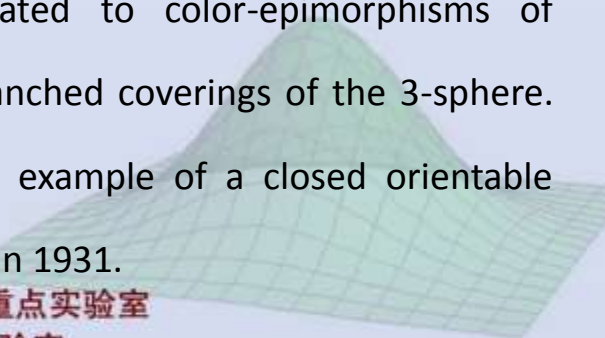 ated to color-epimorphisms of
anched coverings of the 3-sphere.
example of a closed orientable
n 1931.
重点实验室